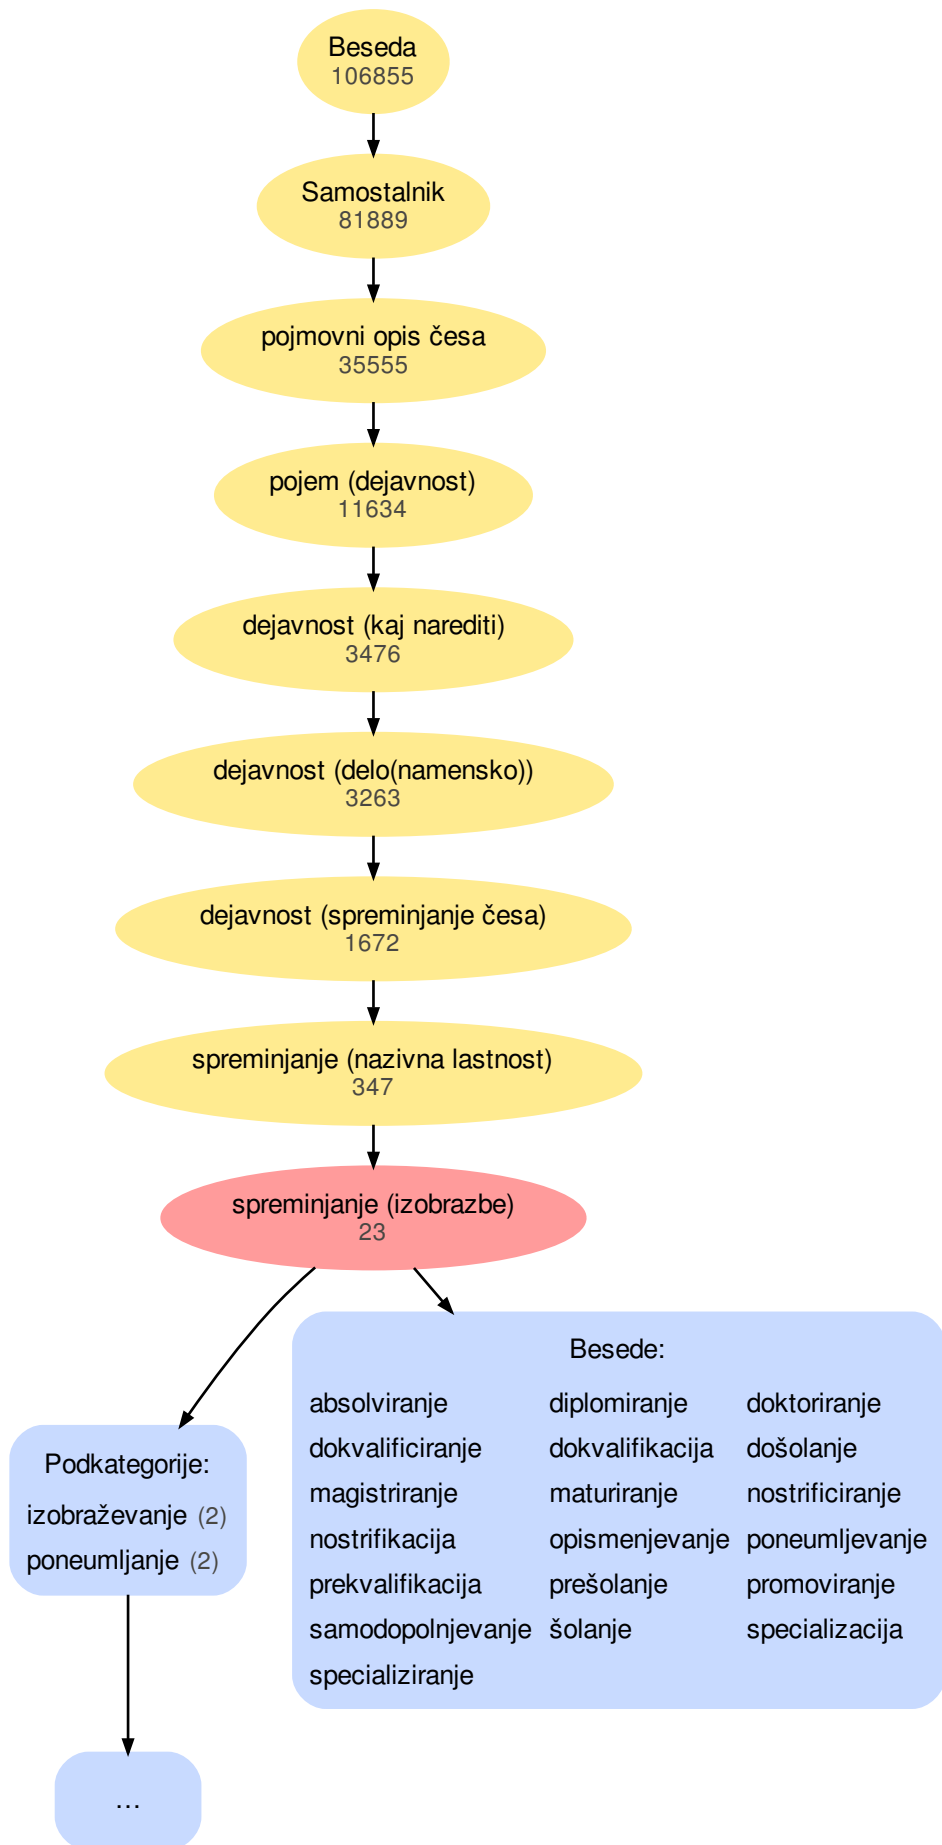 Beseda
106855
Samostalnik
81889
pojmovni opis česa
35555
pojem (dejavnost)
11634
dejavnost (kaj narediti)
3476
dejavnost (delo(namensko))
3263
dejavnost (spreminjanje česa)
1672
spreminjanje (nazivna lastnost)
347
spreminjanje (izobrazbe)
23
Besede:
absolviranje diplomiranje doktoriranje
dokvalificiranje dokvalifikacija došolanje
magistriranje maturiranje nostrificiranje
nostrifikacija opismenjevanje poneumljevanje
prekvalifikacija prešolanje promoviranje
samodopolnjevanje šolanje specializacija
specializiranje
Podkategorije:
izobraževanje (2)
poneumljanje (2)
...